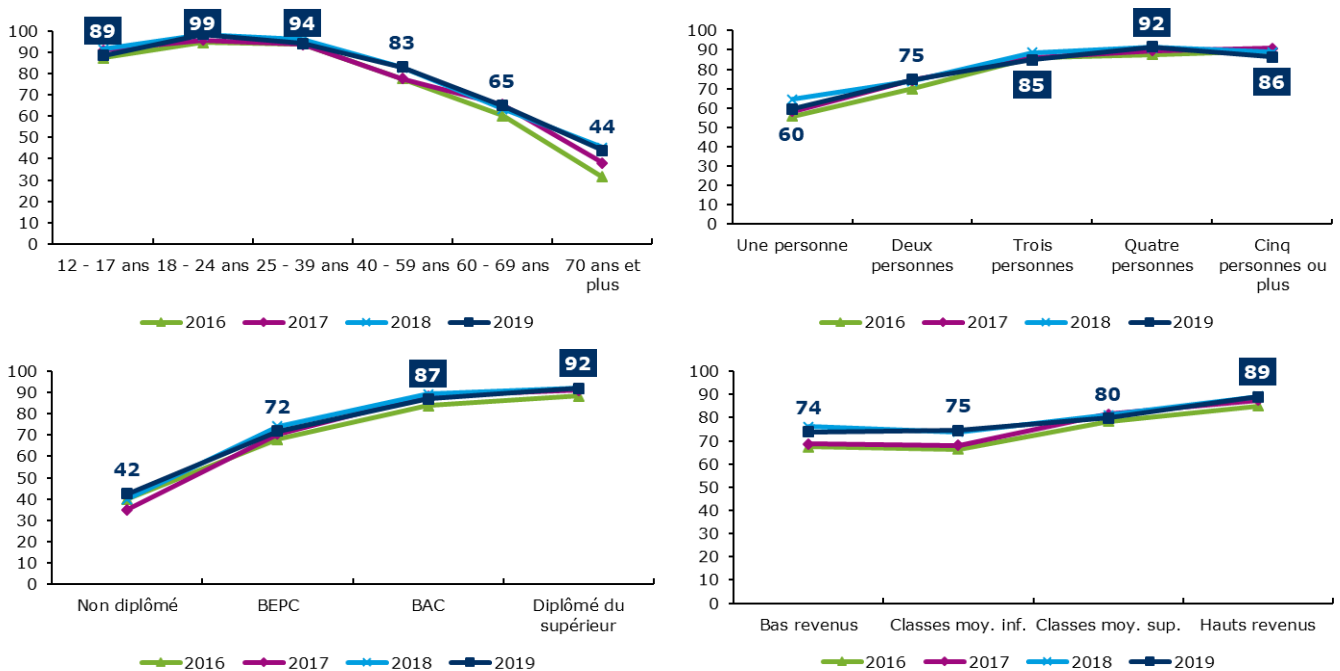 89 99 94 83 65 44
100
90
80
70
60
50
40
30
20
10
0
12 - 17 ans 18 - 24 ans 25 - 39 ans 40 - 59 ans 60 - 69 ans 70 ans et
plus
2016 2017 2018 2019
60 75 85 92 86
100
90
80
70
60
50
40
30
20
10
0
Une personne Deux Trois Quatre Cinq
personnes personnes personnes personnes ou
plus
2016 2017 2018 2019
42 72 87 92
100
90
80
70
60
50
40
30
20
10
0
Non diplômé BEPC BAC Diplômé du
supérieur
2016 2017 2018 2019
74 75 80 89
100
90
80
70
60
50
40
30
20
10
0
Bas revenus Classes moy. inf. Classes moy. sup. Hauts revenus
2016 2017 2018 2019